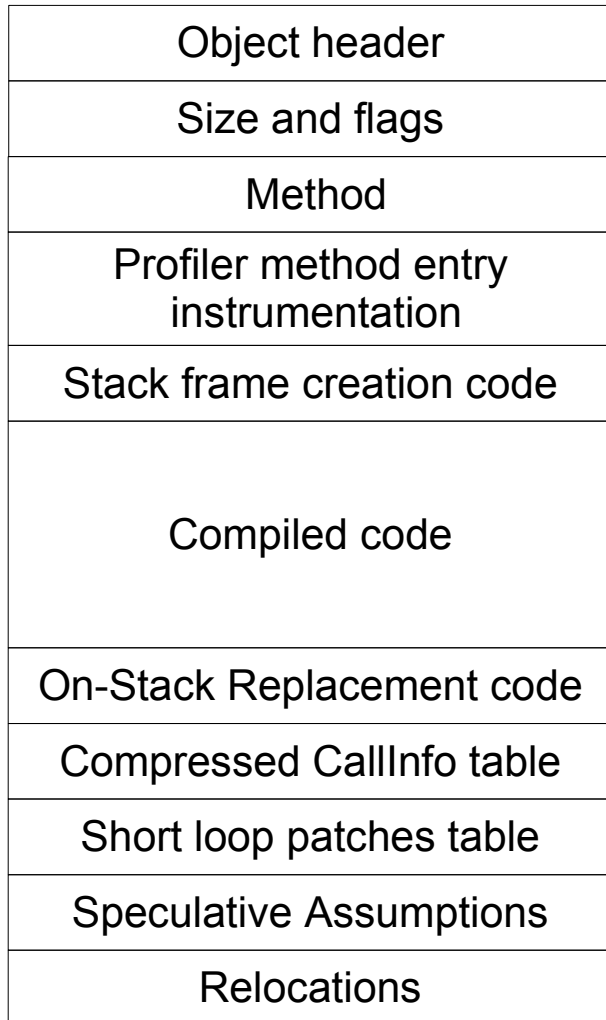 Object header
Size and flags
Method
Profiler method entry
instrumentation
Stack frame creation code
Compiled code
On-Stack Replacement code
Compressed CallInfo table
Short loop patches table
Speculative Assumptions
Relocations